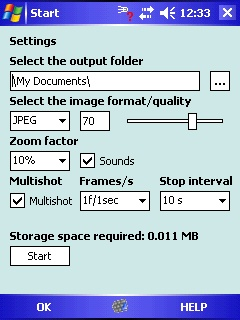 Start 12:33
Settings
Select the output folder
\My Documents\ ...
Select the image format/quality
JPEG 70
Zoom factor
10% Sounds
Multishot Frames/s Stop interval
Multishot 1f/1sec 10 s
Storage space required: 0.011 MB
Start
OK HELP